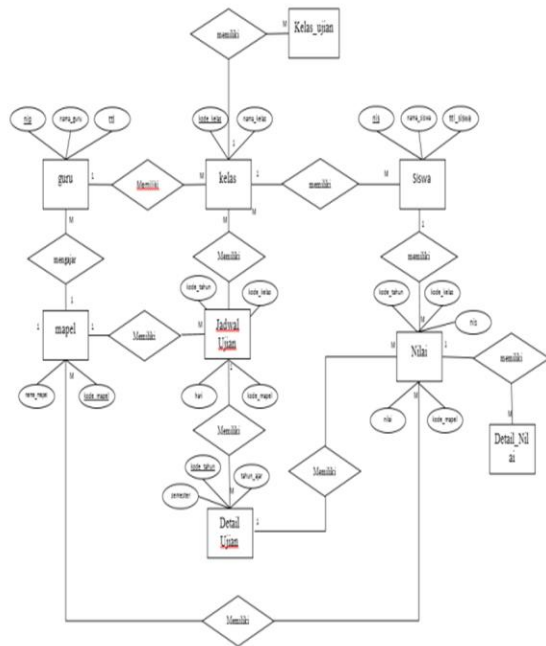 memiliki
M
Kelas_ujian
kode_kelas
nama_kelas
nip
nama_guru
ttl
nis
nama_siswa
ttl_siswa
1
guru
1
Memiliki
M
kelas
1
memiliki
M
Siswa
M
M
M
1
mengajar
Memiliki
memiliki
kode_tahun
kode_kelas
kode_tahun
kode_kelas
1
nis
M
1
mapel
1
Memiliki
M
Jadwal
Ujian
M
Nilai
1
memiliki
M
1
M
nama_mapel
kode_mapel
hari
kode_mapel
nilai
kode_mapel
M
Memiliki
Detail_Nil
ai
kode_tahun
tahun_ajar
Memiliki
semester
M
Detail
Ujian
1
Memiliki